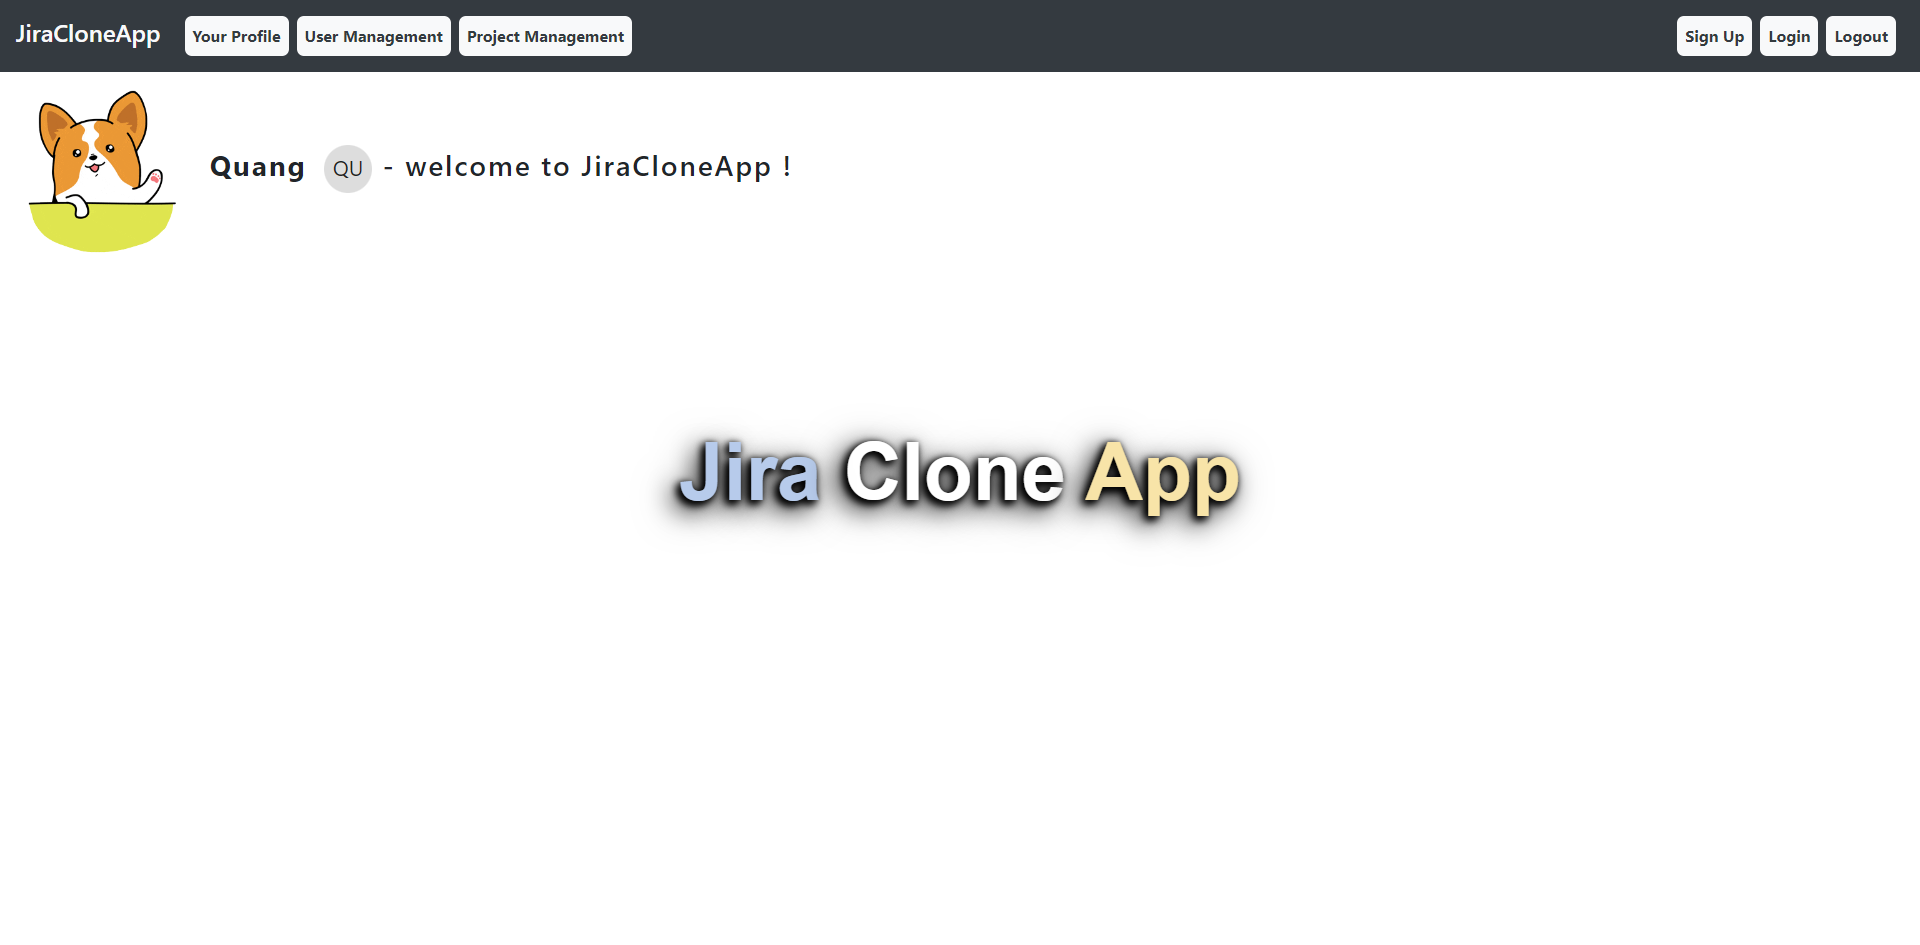 JiraCloneApp Your Profile User Management Project Management Sign Up Login Logout
Quang QU - welcome to JiraCloneApp !
Jira Clone App